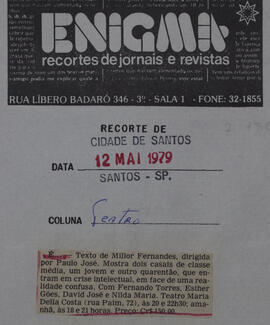 ENIGMA
recortes de jornais e revistas
RUA LÍBERO BADARÓ 346 - 3º - SALA 1 - FONE: 32-1855
RECORTE DE
CIDADE DE SANTOS
DATA 12 MAI 1979
SANTOS - SP.
COLUNA Teatro
É... Texto de Millor Fernandes, dirigida
por Paulo José. Mostra dois casais de classe
média, um jovem e outro quarentão, que en-
tram em crise intelectual, em face de uma rea-
lidade confusa. Com Fernando Torres, Esther
Góes, David José e Nilda Maria. Teatro Maria
Della Costa (rua Paim, 72), às 20 e 22h30; ama-
nhã, às 18 e 21 horas. Preço: Cr$ 150,00.